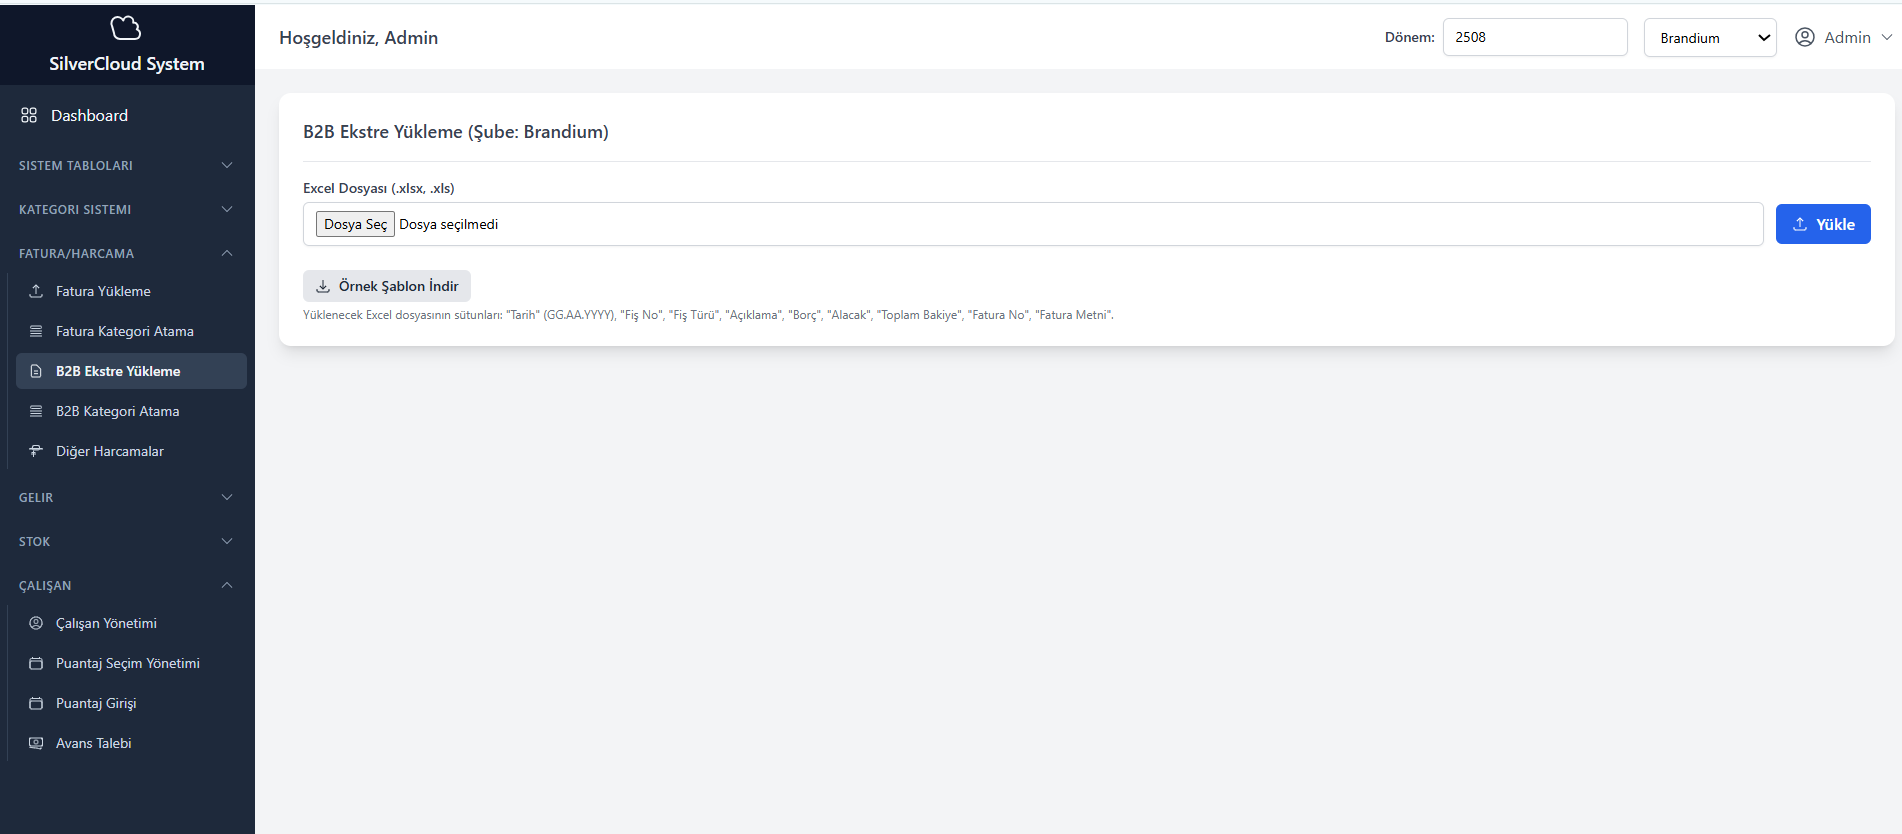 SilverCloud System
Hoşgeldiniz, Admin
Dönem: 2508 Brandium Admin
Dashboard
SISTEM TABLOLARI
KATEGORI SISTEMI
FATURA/HARCAMA
Fatura Yükleme
Fatura Kategori Atama
B2B Ekstre Yükleme
B2B Kategori Atama
Diğer Harcamalar
GELIR
STOK
ÇALIŞAN
Çalışan Yönetimi
Puantaj Seçim Yönetimi
Puantaj Girişi
Avans Talebi
B2B Ekstre Yükleme (Şube: Brandium)
Excel Dosyası (.xlsx, .xls)
Dosya Seç Dosya seçilmedi
Yükle
Örnek Şablon İndir
Yüklenecek Excel dosyasının sütunları: "Tarih" (GG.AA.YYYY), "Fiş No", "Fiş Türü", "Açıklama", "Borç", "Alacak", "Toplam Bakiye", "Fatura No", "Fatura Metni".